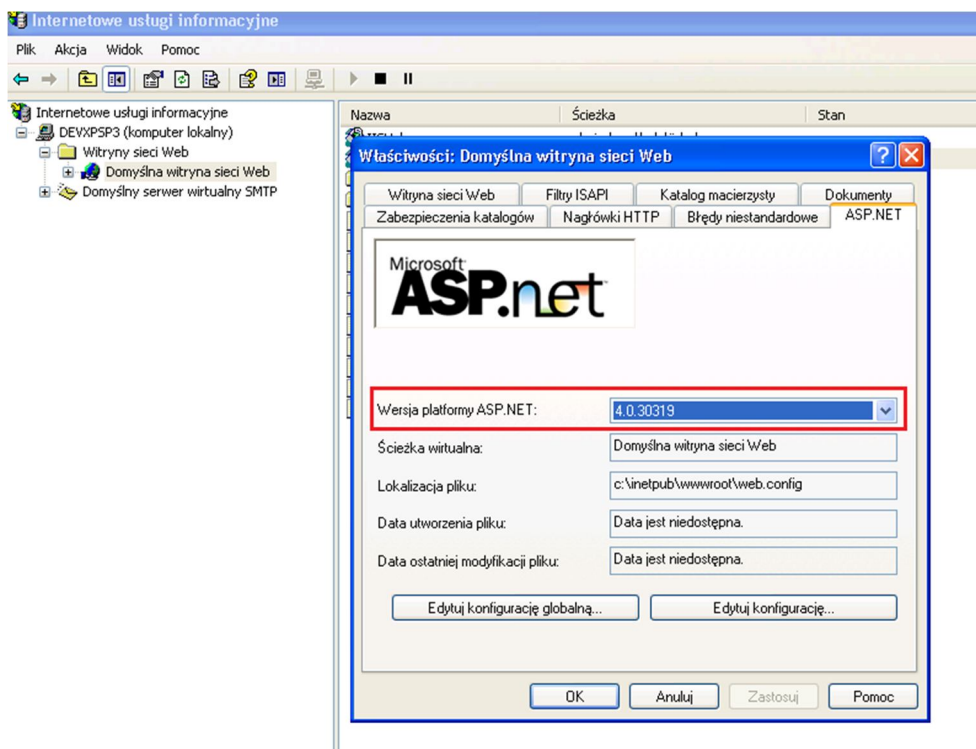 Internetowe usługi informacyjne
Plik Akcja Widok Pomoc
Internetowe usługi informacyjne
DEVXPSP3 (komputer lokalny)
Witryny sieci Web
Domyślna witryna sieci Web
Domyślny serwer wirtualny SMTP
Nazwa Ścieżka Stan
Właściwości: Domyślna witryna sieci Web
Witryna sieci Web Filtry ISAPI Katalog macierzysty Dokumenty
Zabezpieczenia katalogów Nagłówki HTTP Błędy niestandardowe ASP.NET
Microsoft
ASP.net
Wersja platformy ASP.NET: 4.0.30319
Ścieżka wirtualna: Domyślna witryna sieci Web
Lokalizacja pliku: c:\inetpub\wwwroot\web.config
Data utworzenia pliku: Data jest niedostępna.
Data ostatniej modyfikacji pliku: Data jest niedostępna.
Edytuj konfigurację globalną... Edytuj konfigurację...
OK Anuluj Zastosuj Pomoc